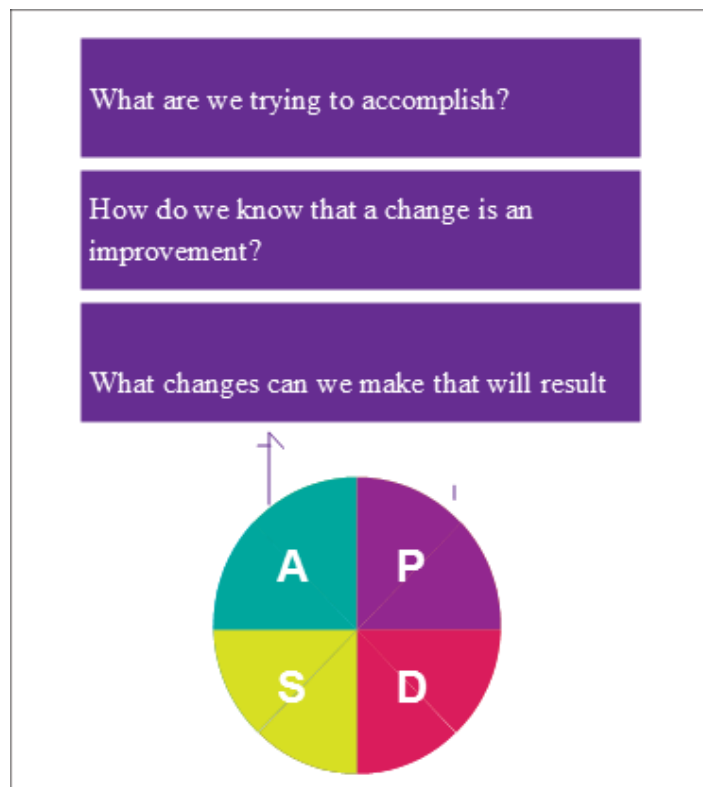 What are we trying to accomplish?
How do we know that a change is an
improvement?
What changes can we make that will result
A P
S D